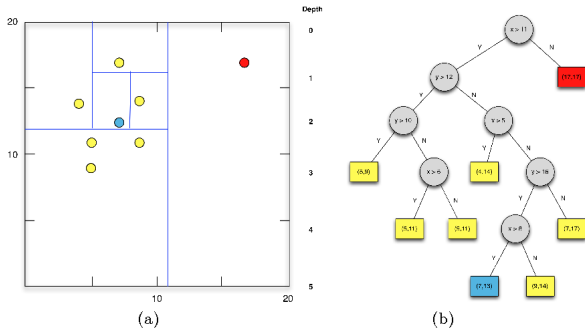 Depth
20
0
x > 11
Y
N
1
y > 12
(17,17)
Y
N
2
y > 10
x > 5
10
Y
N
Y
N
3
(5,9)
x > 6
(4,14)
y > 16
Y
N
Y
N
4
(5,11)
(9,11)
x > 8
(7,17)
Y
N
5
(7,13)
(9,14)
10
20
(a)
(b)